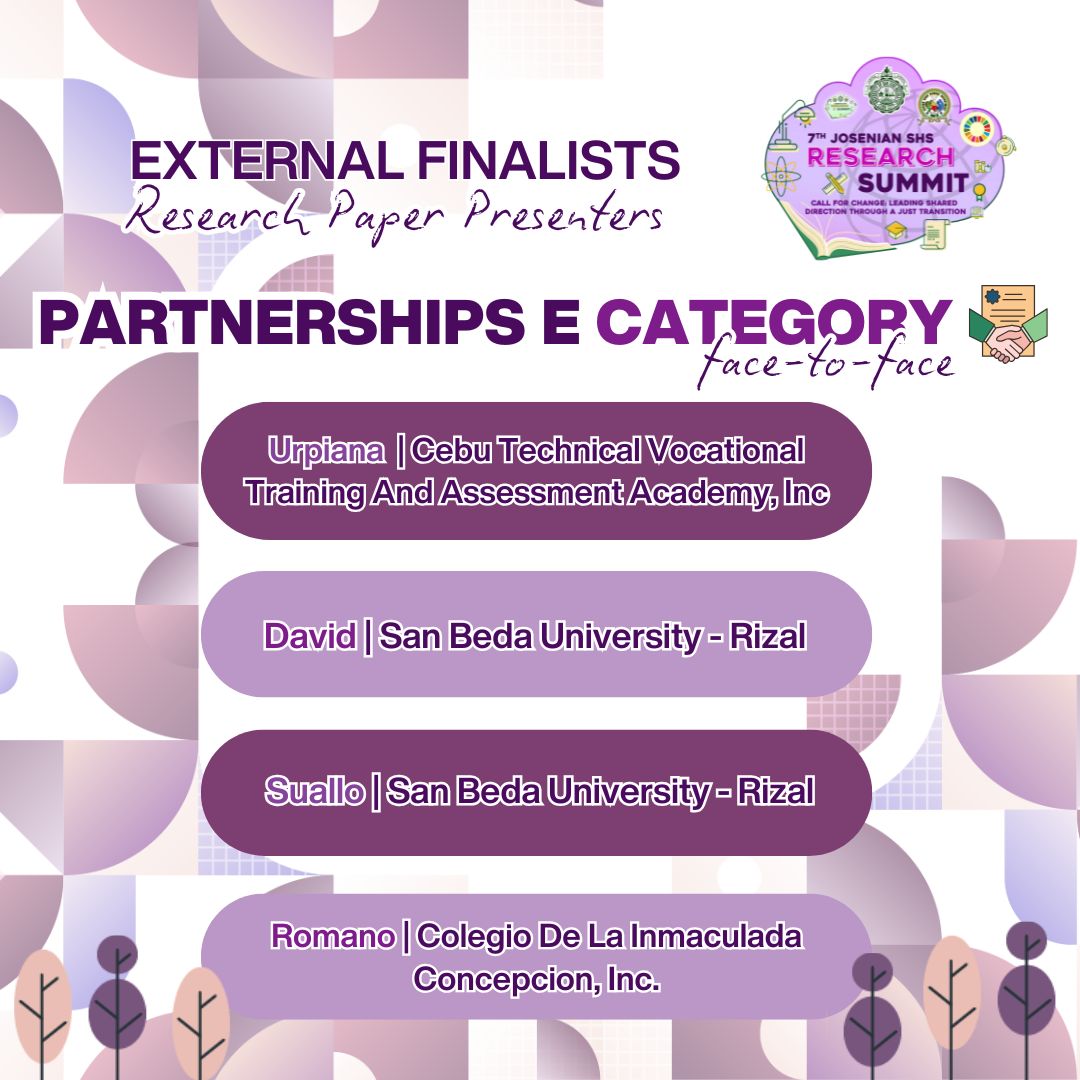 EXTERNAL FINALISTS
Research Paper Presenters
7TH JOSENIAN SHS
RESEARCH
SUMMIT
CALL FOR CHANGE: LEADING SHARED
DIRECTION THROUGH A JUST TRANSITION
PARTNERSHIPS E CATEGORY
face-to-face
Urpiana | Cebu Technical Vocational
Training And Assessment Academy, Inc
David | San Beda University - Rizal
Suallo | San Beda University - Rizal
Romano | Colegio De La Inmaculada
Concepcion, Inc.